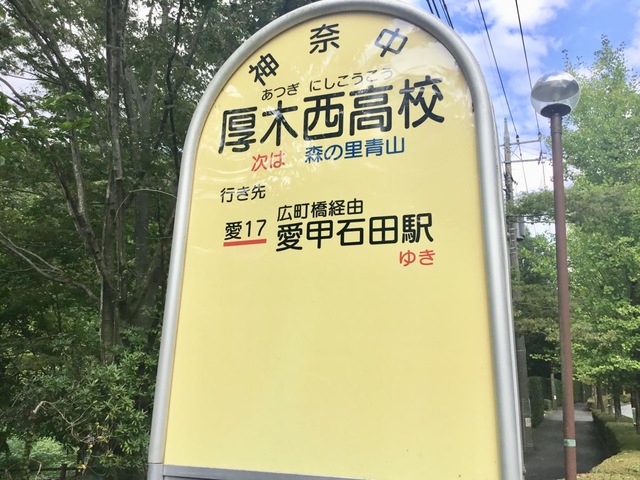 神奈中
あつぎ にしこうこう
厚木西高校
次は 森の里青山
行き先
広町橋経由
愛17 愛甲石田駅
ゆき